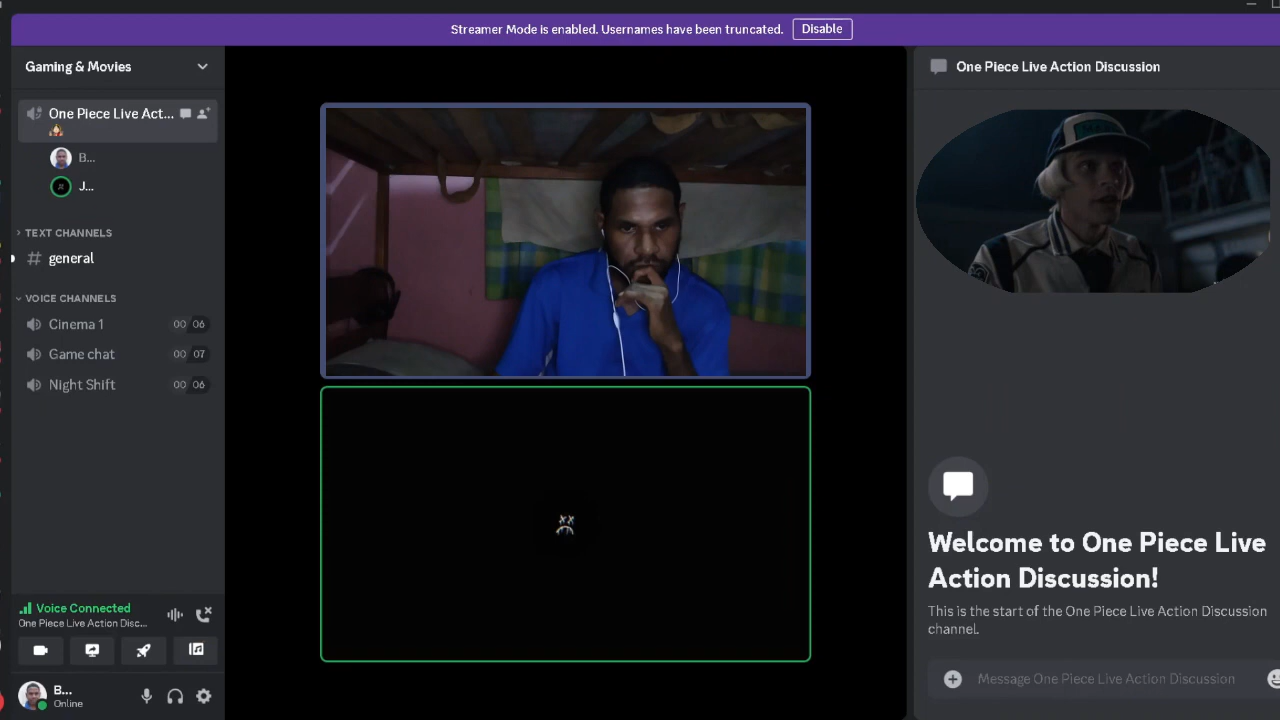 Streamer Mode is enabled. Usernames have been truncated.
Disable
Gaming & Movies
One Piece Live Act...
B...
J...
TEXT CHANNELS
general
VOICE CHANNELS
Cinema 1 00 06
Game chat 00 07
Night Shift 00 06
Voice Connected
One Piece Live Action Disc...
B...
Online
One Piece Live Action Discussion
Welcome to One Piece Live
Action Discussion!
This is the start of the One Piece Live Action Discussion
channel.
Message One Piece Live Action Discussion